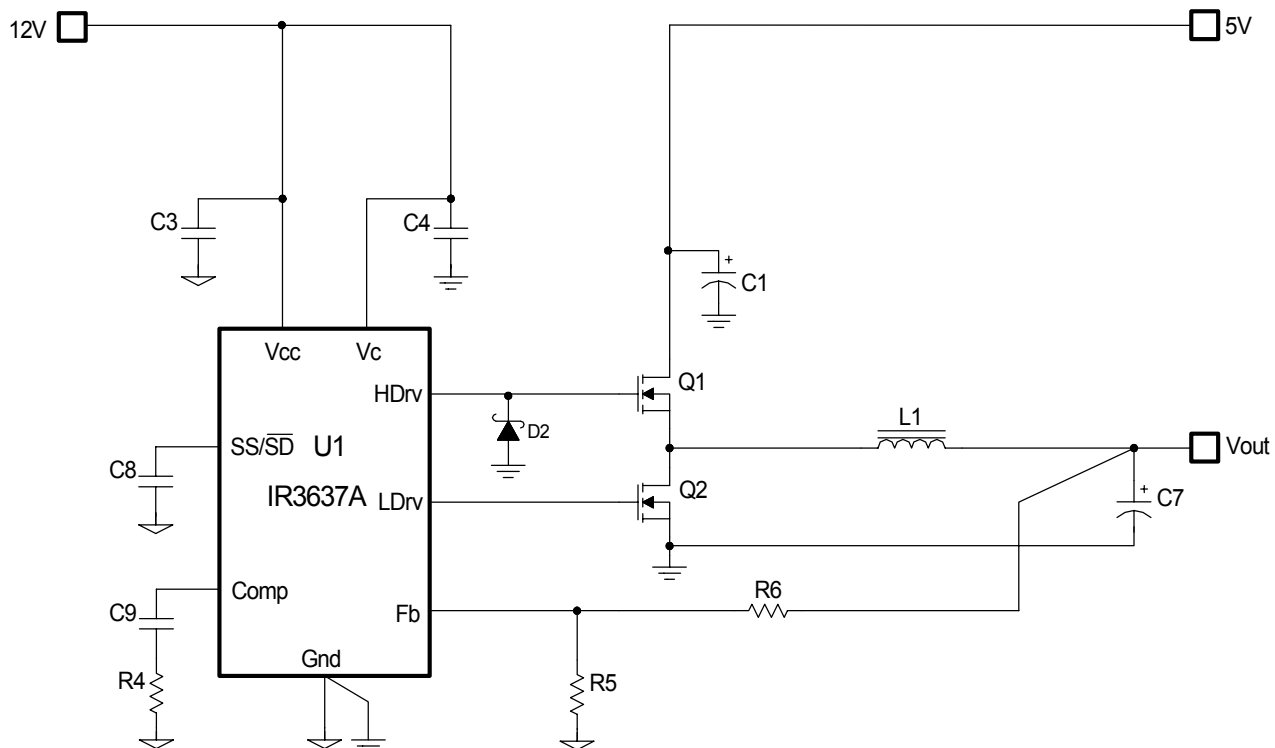 12V
5V
C3
C4
C1
Vcc
Vc
HDrv
Q1
D2
L1
SS/SD
U1
C8
Vout
IR3637A
LDrv
Q2
C7
Comp
C9
Fb
R6
Gnd
R4
R5